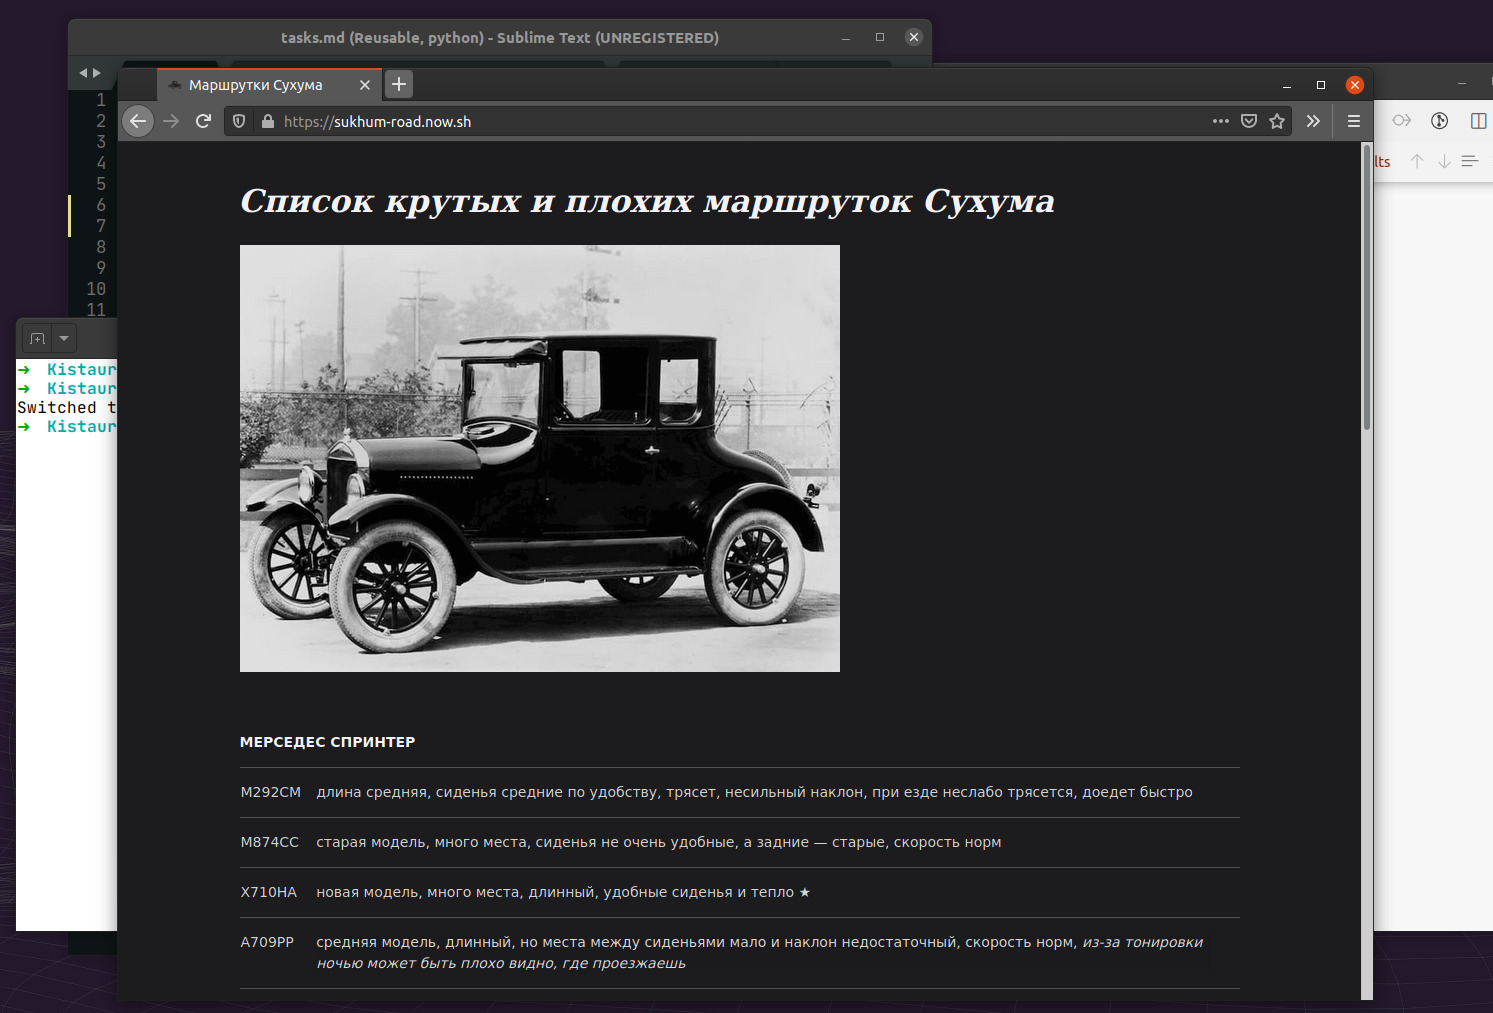 tasks.md (Reusable, python) - Sublime Text (UNREGISTERED)
Маршрутки Сухума
https://sukhum-road.now.sh
1
2
3
4
5
6
7
8
9
10
11
lts
Kistaur
Kistaur
Switched t
Kistaur
Список крутых и плохих маршруток Сухума
МЕРСЕДЕС СПРИНТЕР
М292СМ длина средняя, сиденья средние по удобству, трясет, несильный наклон, при езде неслабо трясется, доедет быстро
М874СС старая модель, много места, сиденья не очень удобные, а задние — старые, скорость норм
Х710НА новая модель, много места, длинный, удобные сиденья и тепло ★
А709РР средняя модель, длинный, но места между сиденьями мало и наклон недостаточный, скорость норм, из-за тонировки
ночью может быть плохо видно, где проезжаешь